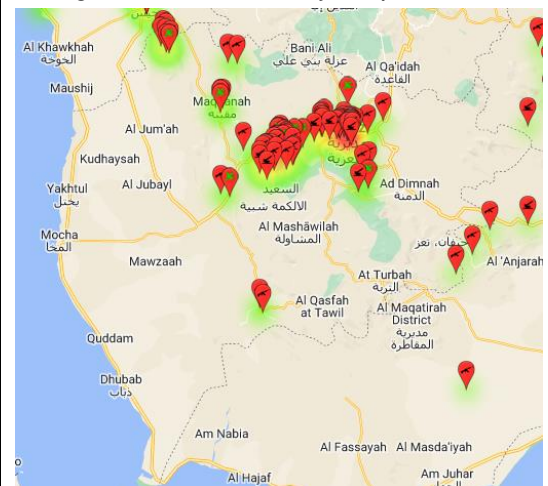 Al Khawkhah
الخوخة
Bani Ali
عزلة بني علي
Al Qa'idah
القاعدة
Maushij
مقبنة
Al Jum'ah
Kudhaysah
Al Jubayl
Yakhtul
يختل
السعيد
الالكمة شبية
Ad Dimnah
الدمنة
Mocha
المخا
Al Mashāwilah
المشاولة
حيفان، تعز
Mawzaah
Al 'Anjarah
At Turbah
التربة
Al Qasfah
at Tawil
Al Maqatirah
District
مديرية
المقاطرة
Quddam
Dhubab
ذباب
Am Nabia
Al Fassayah
Al Masda'iyah
Al Hajaf
Am Juhar